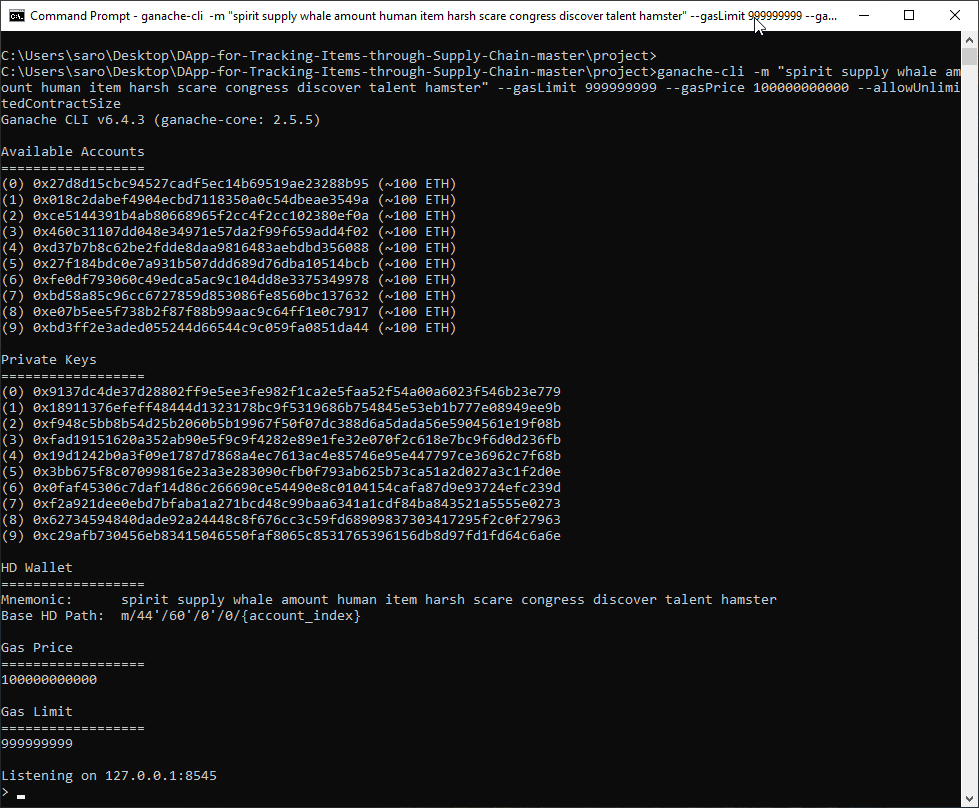 Command Prompt - ganache-cli -m "spirit supply whale amount human item harsh scare congress discover talent hamster" --gasLimit 999999999 --ga...
C:\Users\saro\Desktop\DApp-for-Tracking-Items-through-Supply-Chain-master\project>
C:\Users\saro\Desktop\DApp-for-Tracking-Items-through-Supply-Chain-master\project>ganache-cli -m "spirit supply whale am
ount human item harsh scare congress discover talent hamster" --gasLimit 999999999 --gasPrice 100000000000 --allowUnlimi
tedContractSize
Ganache CLI v6.4.3 (ganache-core: 2.5.5)
Available Accounts
==================
(0) 0x27d8d15cbc94527cadf5ec14b69519ae23288b95 (~100 ETH)
(1) 0x018c2dabef4904ecbd7118350a0c54dbeae3549a (~100 ETH)
(2) 0xce5144391b4ab80668965f2cc4f2cc102380ef0a (~100 ETH)
(3) 0x460c31107dd048e34971e57da2f99f659add4f02 (~100 ETH)
(4) 0xd37b7b8c62be2fdde8daa9816483aebdbd356088 (~100 ETH)
(5) 0x27f184bdc0e7a931b507ddd689d76dba10514bcb (~100 ETH)
(6) 0xfe0df793060c49edca5ac9c104dd8e3375349978 (~100 ETH)
(7) 0xbd58a85c96cc6727859d853086fe8560bc137632 (~100 ETH)
(8) 0xe07b5ee5f738b2f87f88b99aac9c64ff1e0c7917 (~100 ETH)
(9) 0xbd3ff2e3aded055244d66544c9c059fa0851da44 (~100 ETH)
Private Keys
==================
(0) 0x9137dc4de37d28802ff9e5ee3fe982f1ca2e5faa52f54a00a6023f546b23e779
(1) 0x18911376efeff48444d1323178bc9f5319686b754845e53eb1b777e08949ee9b
(2) 0xf948c5bb8b54d25b2060b5b19967f50f07dc388d6a5dada56e5904561e19f08b
(3) 0xfad19151620a352ab90e5f9c9f4282e89e1fe32e070f2c618e7bc9f6d0d236fb
(4) 0x19d1242b0a3f09e1787d7868a4ec7613ac4e85746e95e447797ce36962c7f68b
(5) 0x3bb675f8c07099816e23a3e283090cfb0f793ab625b73ca51a2d027a3c1f2d0e
(6) 0x0faf45306c7daf14d86c266690ce54490e8c0104154cafa87d9e93724efc239d
(7) 0xf2a921dee0ebd7bfaba1a271bcd48c99baa6341a1cdf84ba843521a5555e0273
(8) 0x62734594840dade92a24448c8f676cc3c59fd68909837303417295f2c0f27963
(9) 0xc29afb730456eb83415046550faf8065c8531765396156db8d97fd1fd64c6a6e
HD Wallet
==================
Mnemonic:      spirit supply whale amount human item harsh scare congress discover talent hamster
Base HD Path:  m/44'/60'/0'/0/{account_index}
Gas Price
==================
100000000000
Gas Limit
==================
999999999
Listening on 127.0.0.1:8545
>